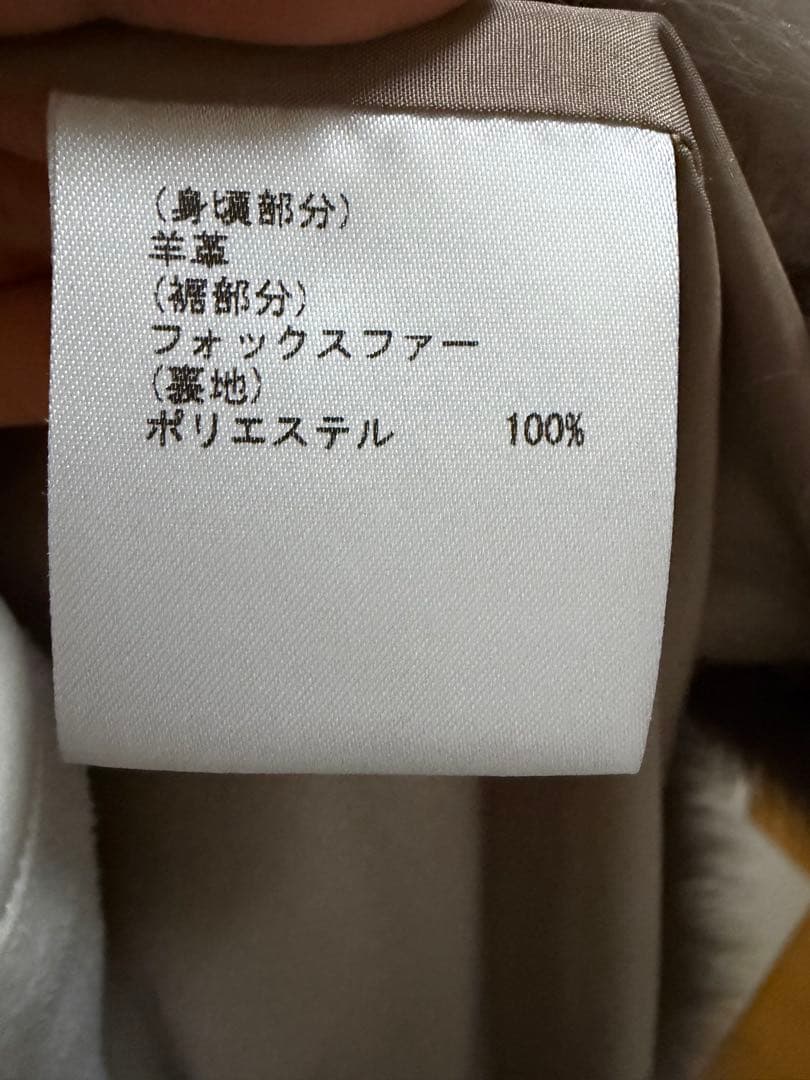 (身頃部分)
羊革
(裾部分)
フォックスファー
(裏地)
ポリエステル 100%